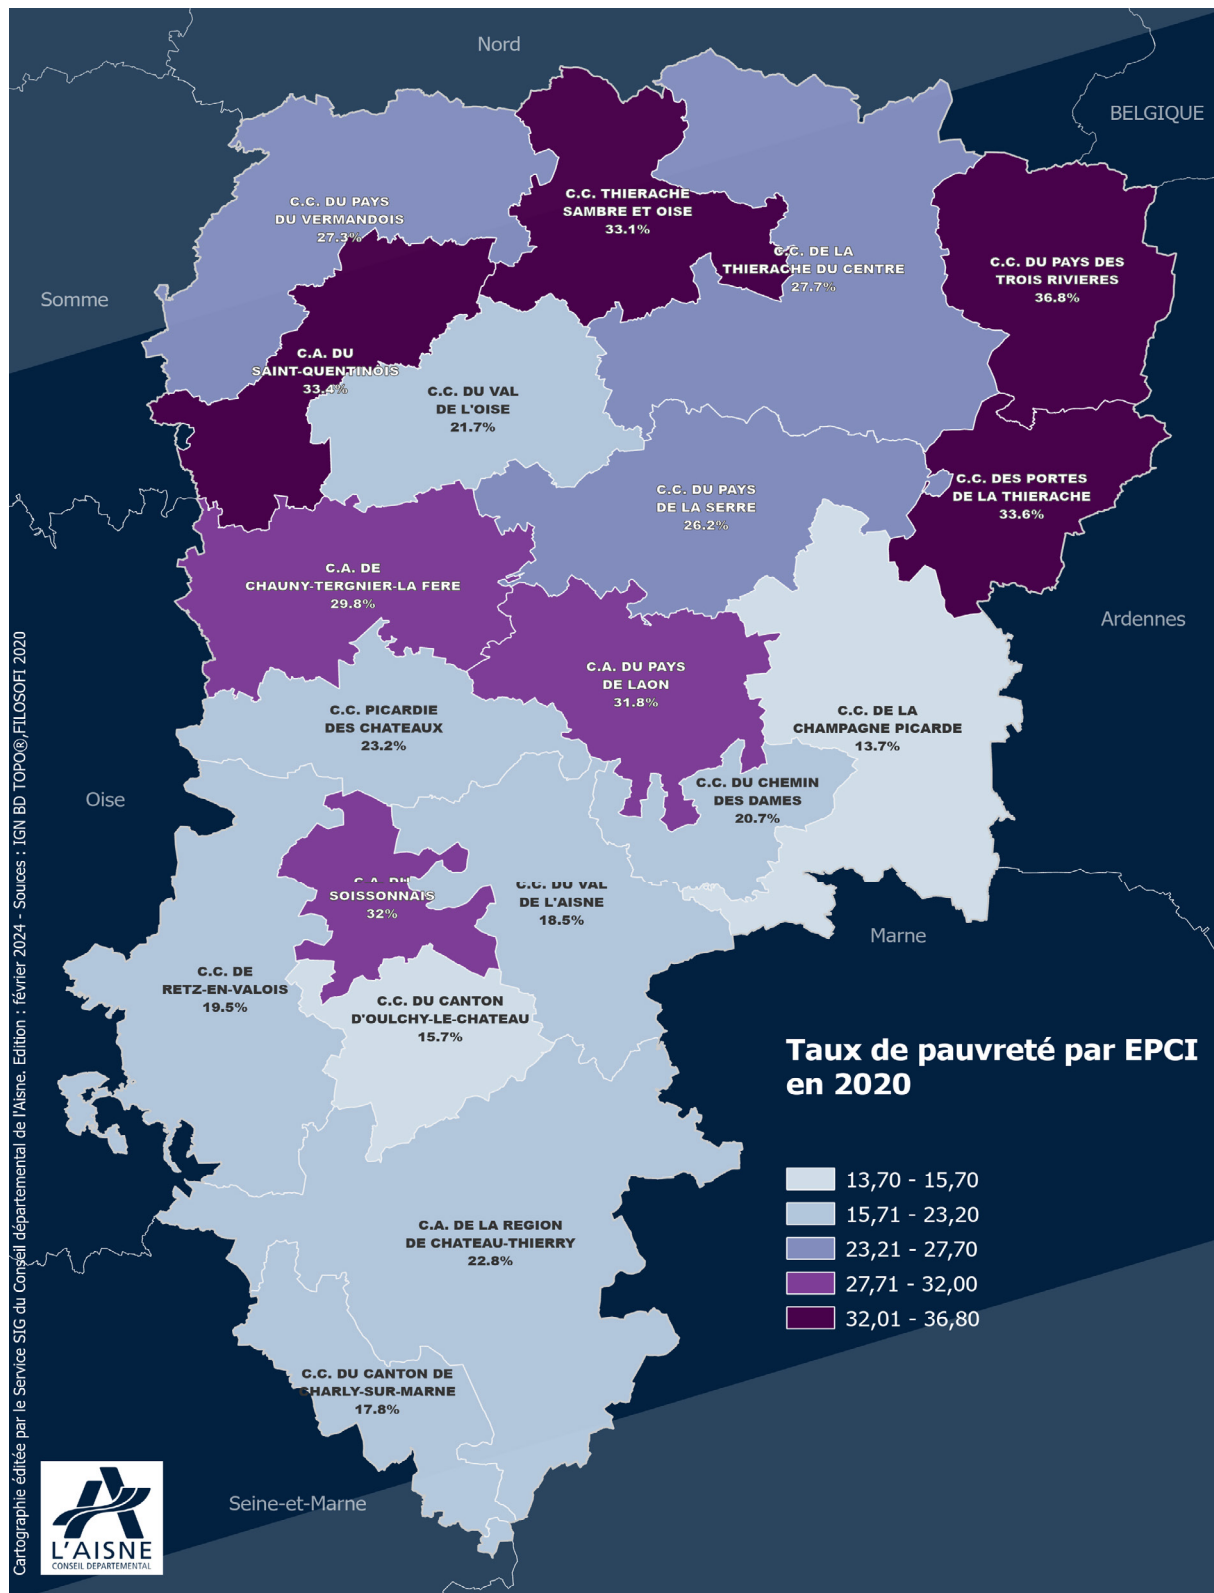 Nord
BELGIQUE
C.C. DU PAYS
DU VERMANDOIS
27.3%
C.C. THIERACHE
SAMBRE ET OISE
33.1%
C.C. DE LA
THIERACHE DU CENTRE
27.7%
C.C. DU PAYS DES
TROIS RIVIERES
36.8%
Somme
C.A. DU
SAINT-QUENTINOIS
33.4%
C.C. DU VAL
DE L'OISE
21.7%
C.C. DU PAYS
DE LA SERRE
26.2%
C.C. DES PORTES
DE LA THIERACHE
33.6%
C.A. DE
CHAUNY-TERGNIER-LA FERE
29.8%
Ardennes
C.A. DU PAYS
DE LAON
31.8%
C.C. PICARDIE
DES CHATEAUX
23.2%
C.C. DE LA
CHAMPAGNE PICARDE
13.7%
Oise
C.C. DU CHEMIN
DES DAMES
20.7%
C.A. DU
SOISSONNAIS
32%
C.C. DU VAL
DE L'AISNE
18.5%
Marne
C.C. DE
RETZ-EN-VALOIS
19.5%
C.C. DU CANTON
D'OULCHY-LE-CHATEAU
15.7%
Taux de pauvreté par EPCI
en 2020
13,70 - 15,70
15,71 - 23,20
23,21 - 27,70
27,71 - 32,00
32,01 - 36,80
C.A. DE LA REGION
DE CHATEAU-THIERRY
22.8%
C.C. DU CANTON DE
CHARLY-SUR-MARNE
17.8%
Seine-et-Marne
L'AISNE
CONSEIL DEPARTEMENTAL
Cartographie éditée par le Service SIG du Conseil départemental de l'Aisne. Edition : février 2024 - Souces : IGN BD TOPO®,FILOSOFI 2020